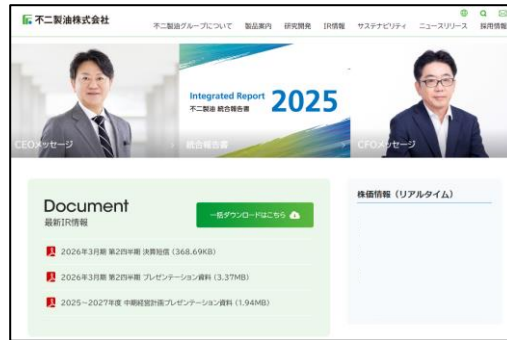 不二製油株式会社
不二製油グループについて 製品案内 研究開発 IR情報 サステナビリティ ニュースリリース 採用情報
Integrated Report
不二製油 統合報告書
2025
CEOメッセージ
統合報告書
CFOメッセージ
Document
最新IR情報
一括ダウンロードはこちら
2026年3月期 第2四半期 決算短信 (368.69KB)
2026年3月期 第2四半期 プレゼンテーション資料 (3.37MB)
2025~2027年度 中期経営計画プレゼンテーション資料 (1.94MB)
株価情報 (リアルタイム)